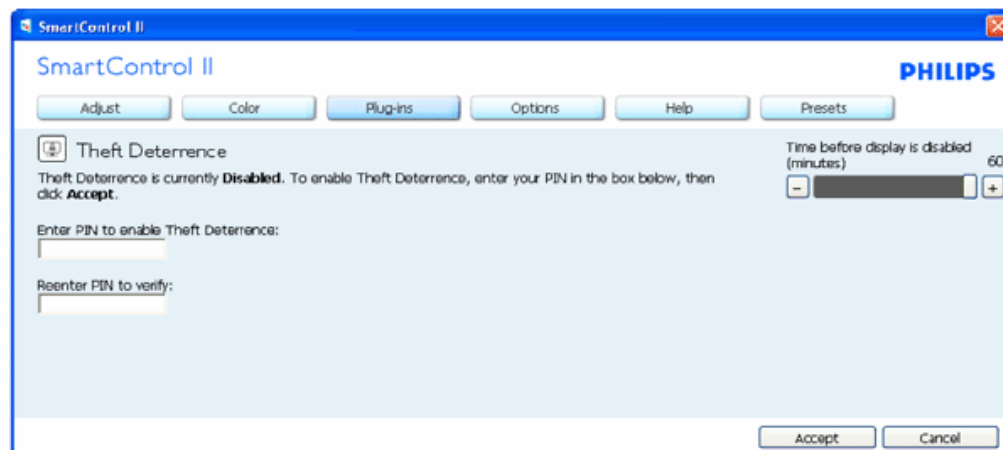 SmartControl II
SmartControl II
PHILIPS
Adjust Color Plug-ins Options Help Presets
Theft Deterrence
Theft Deterrence is currently Disabled. To enable Theft Deterrence, enter your PIN in the box below, then
click Accept.
Time before display is disabled
(minutes) 60
- +
Enter PIN to enable Theft Deterrence:
Reenter PIN to verify:
Accept Cancel